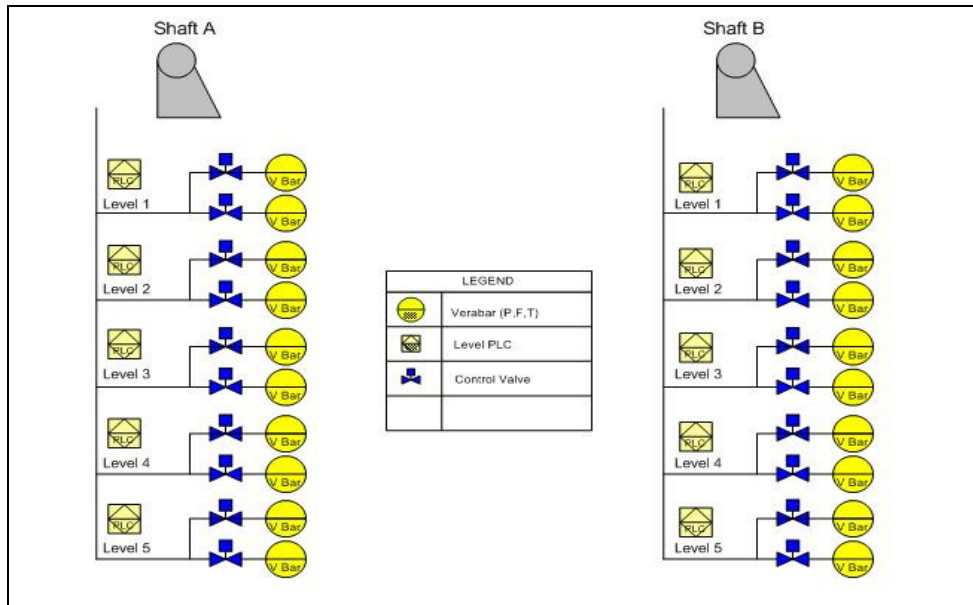 Shaft A
PLC
Level 1
V Bar
V Bar
PLC
Level 2
V Bar
V Bar
PLC
Level 3
V Bar
V Bar
PLC
Level 4
V Bar
V Bar
PLC
Level 5
V Bar
V Bar
LEGEND
Verabar (P,F,T)
Level PLC
Control Valve
Shaft B
PLC
Level 1
V Bar
V Bar
PLC
Level 2
V Bar
V Bar
PLC
Level 3
V Bar
V Bar
PLC
Level 4
V Bar
V Bar
PLC
Level 5
V Bar
V Bar